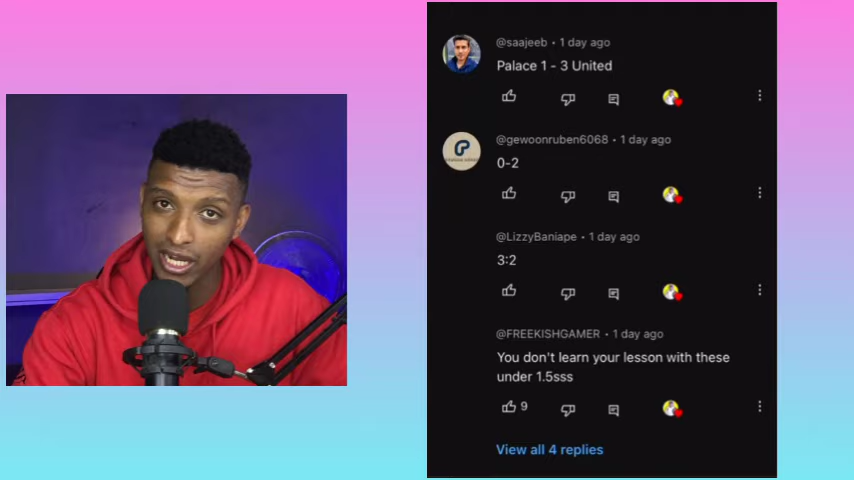 @saajeeb • 1 day ago
Palace 1 - 3 United
@gewoonruben6068 • 1 day ago
0-2
@LizzyBaniape • 1 day ago
3:2
@FREEKISHGAMER • 1 day ago
You don't learn your lesson with these
under 1.5sss
9
View all 4 replies